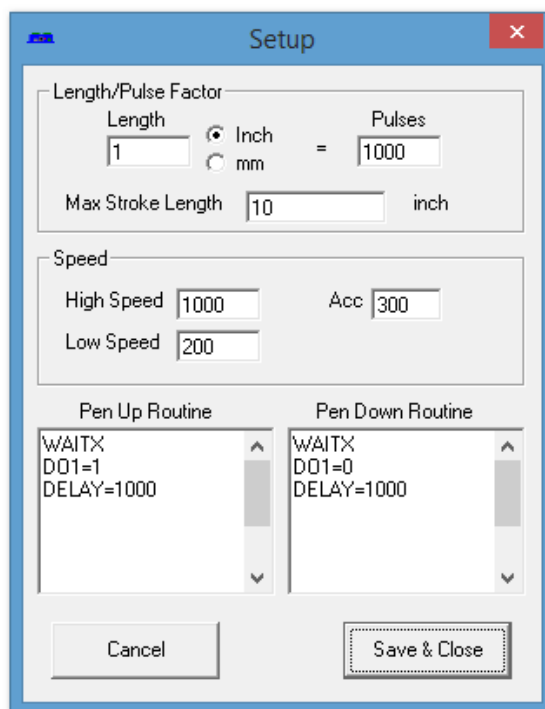 Setup
Length/Pulse Factor
Length
Pulses
1
Inch
mm
=
1000
Max Stroke Length 10 inch
Speed
High Speed 1000 Acc 300
Low Speed 200
Pen Up Routine
WAITX
DO1=1
DELAY=1000
Pen Down Routine
WAITX
DO1=0
DELAY=1000
Cancel
Save & Close